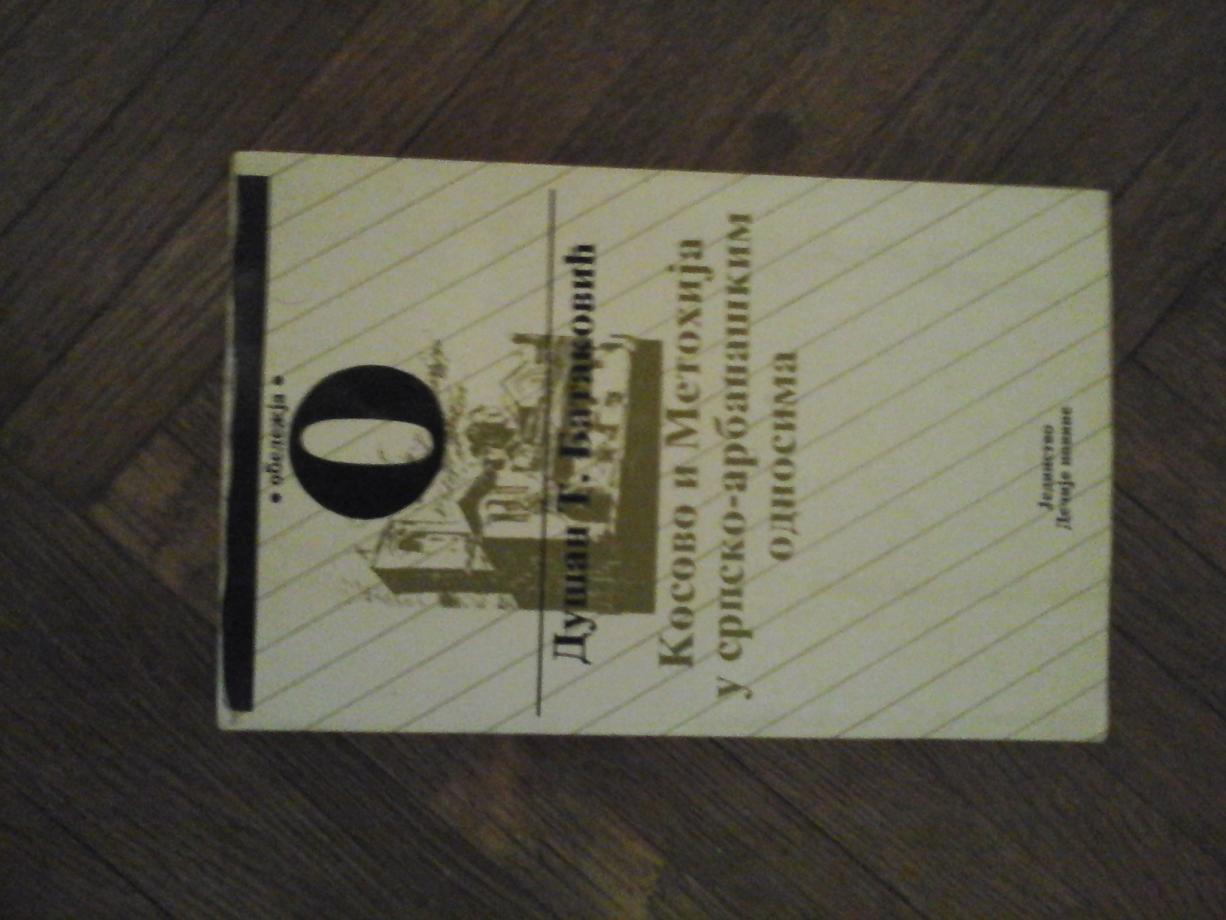 • обележја •
О
Душан Т. Батаковић
Косово и Метохија
у српско-арбанашким
односима
Јединство
Дечје новине